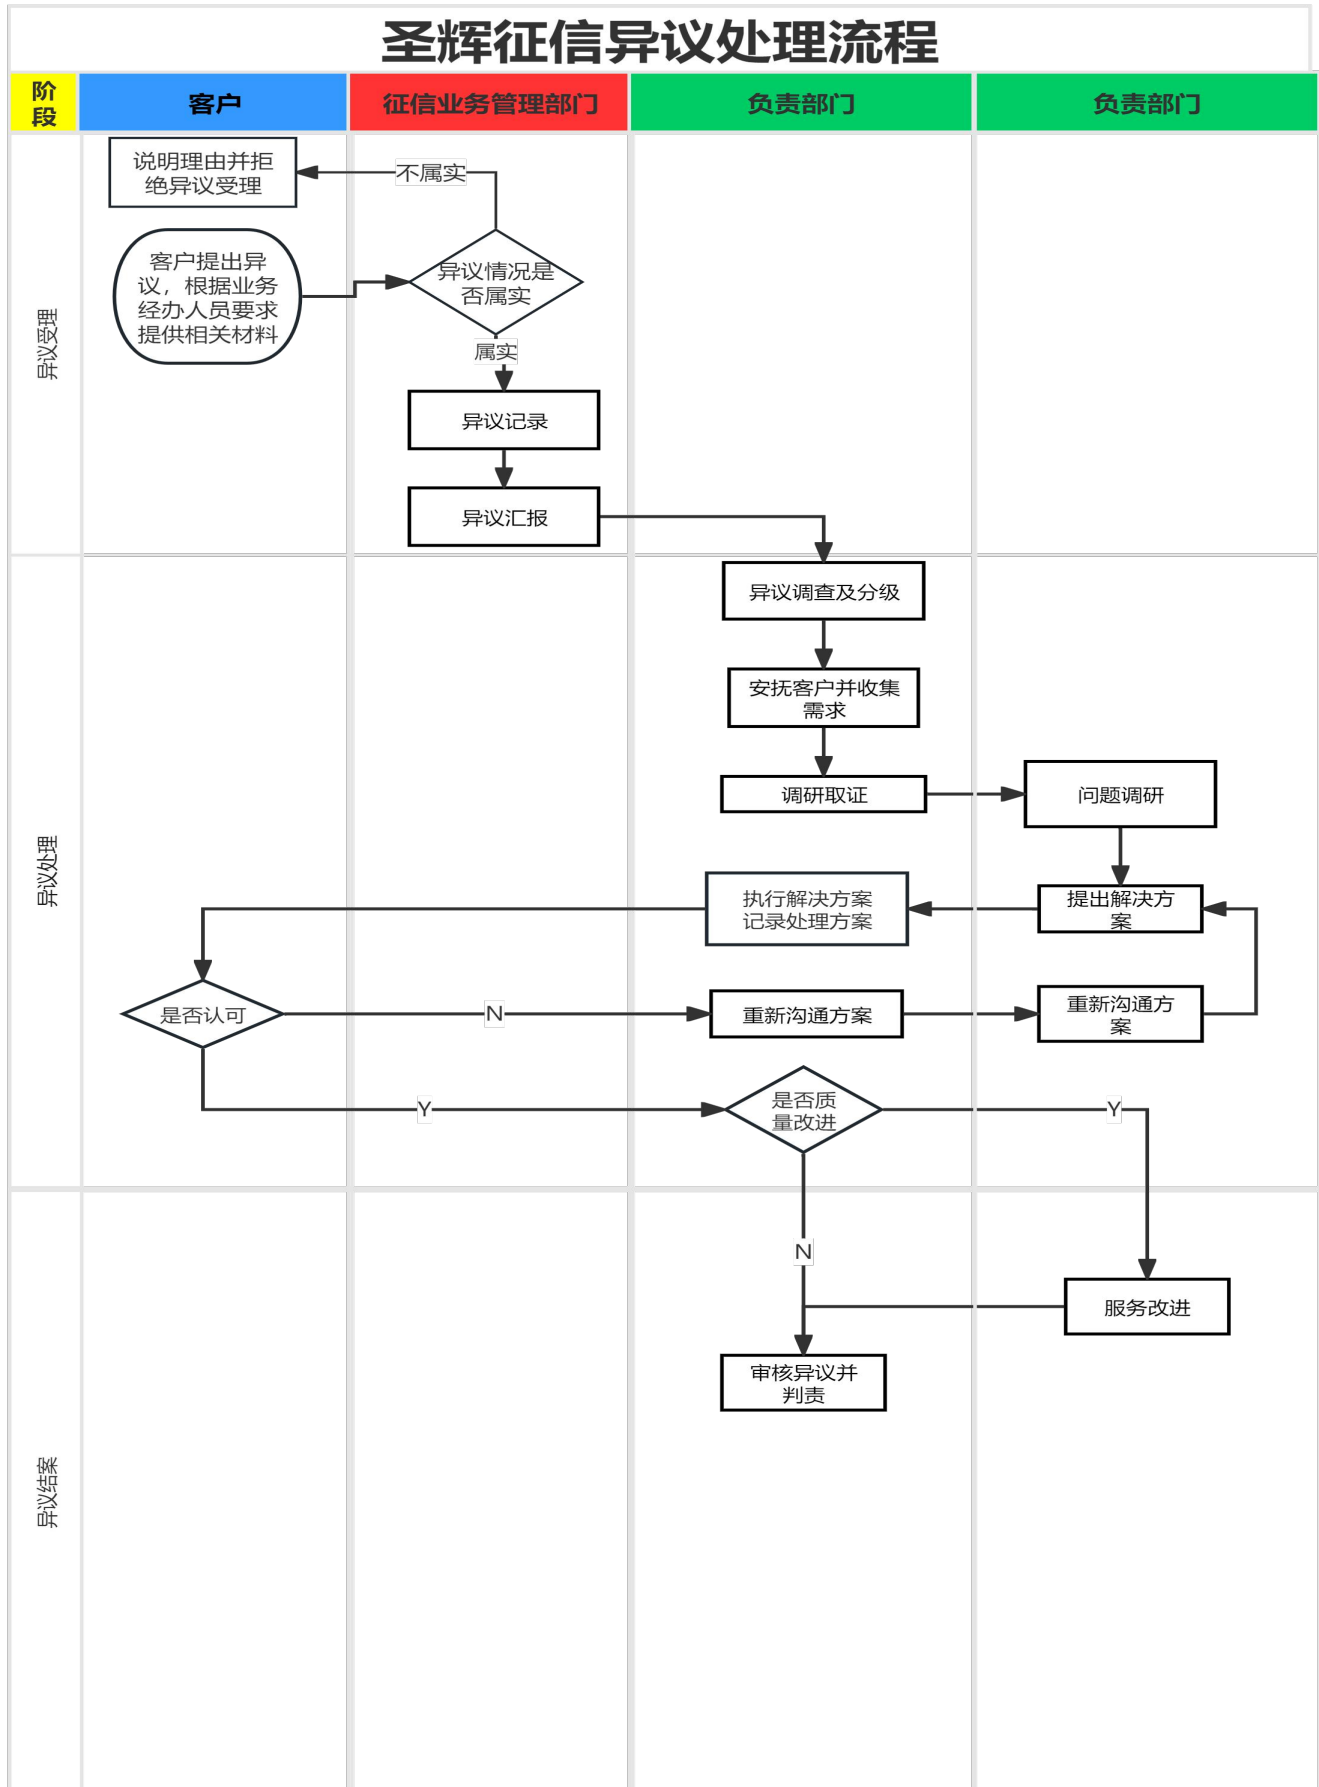 圣辉征信异议处理流程
阶
段
客户
征信业务管理部门
负责部门
负责部门
异议受理
说明理由并拒
绝异议受理
不属实
客户提出异
议，根据业务
经办人员要求
提供相关材料
异议情况是
否属实
属实
异议记录
异议汇报
异议处理
异议调查及分级
安抚客户并收集
需求
调研取证
问题调研
执行解决方案
记录处理方案
提出解决方
案
是否认可
N
重新沟通方案
重新沟通方
案
Y
是否质
量改进
Y
异议结案
N
服务改进
审核异议并
判责